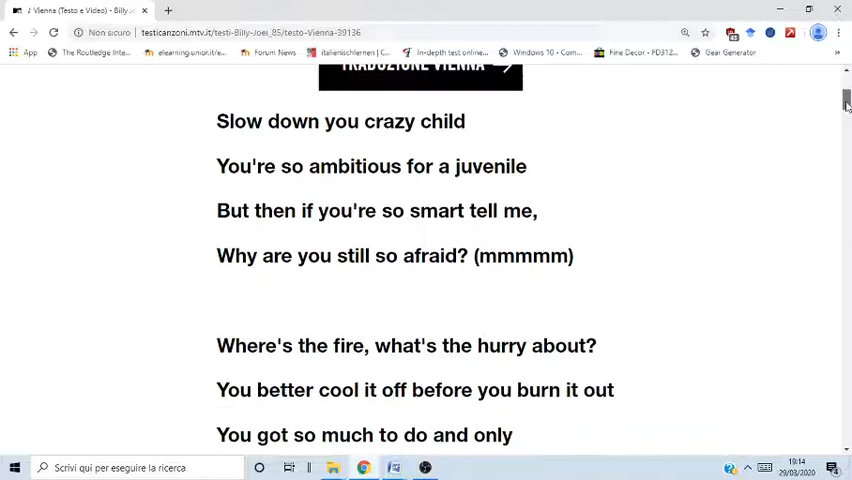 ♪ Vienna (Testo e Video) - Billy Jo
Non sicuro | testicanzoni.mtv.it/testi-Billy-Joel_85/testo-Vienna-39136
App The Routledge Inte... elearning.uniroma... Forum News italienischlernen | C... In-depth test online... Windows 10 - Com... Fine Decor - FD312... Gear Generator »
TRADUZIONE VIENNA →
Slow down you crazy child
You're so ambitious for a juvenile
But then if you're so smart tell me,
Why are you still so afraid? (mmmmm)
Where's the fire, what's the hurry about?
You better cool it off before you burn it out
You got so much to do and only
Scrivi qui per eseguire la ricerca
19:14
29/03/2020
4